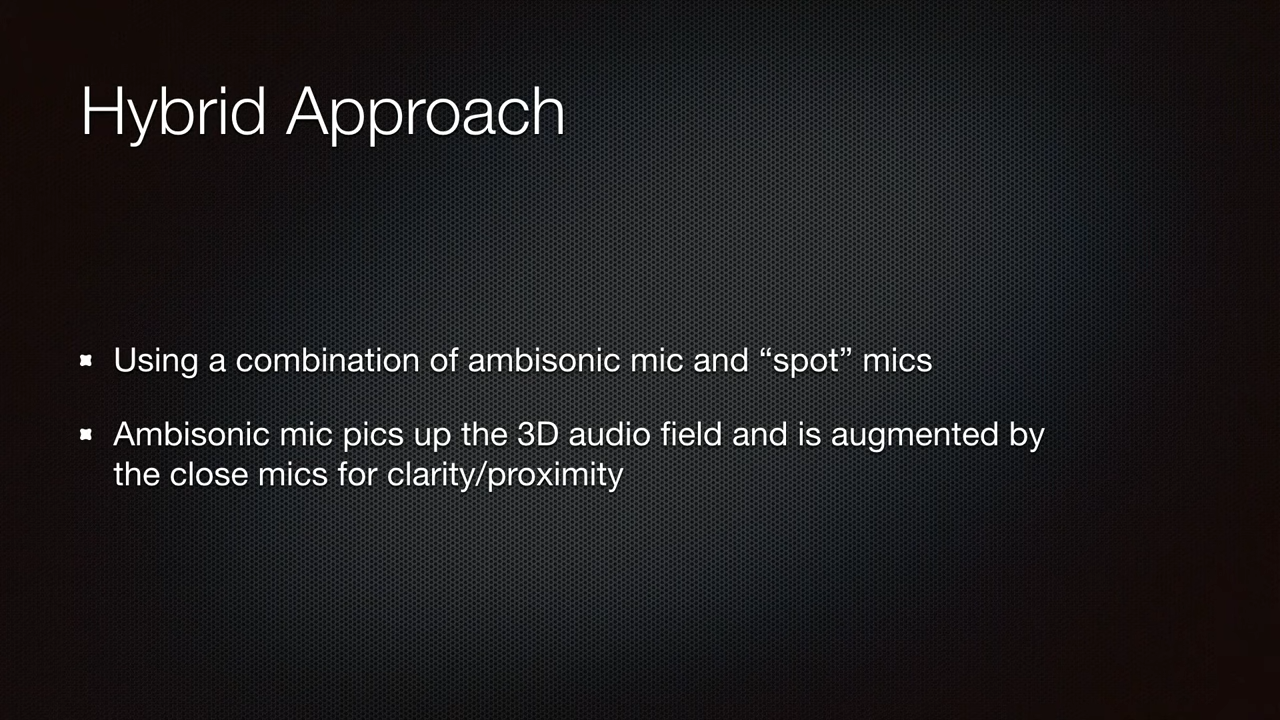 Hybrid Approach
Using a combination of ambisonic mic and “spot” mics
Ambisonic mic pics up the 3D audio field and is augmented by
the close mics for clarity/proximity